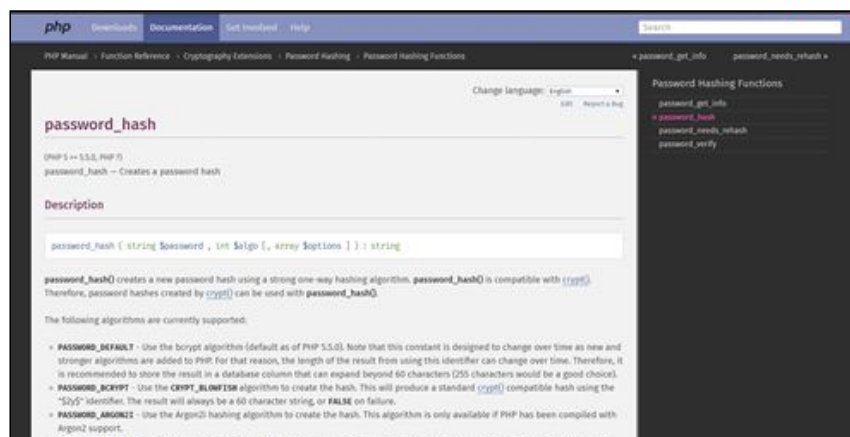 php Downloads Documentation Get Involved Help Search
PHP Manual › Function Reference › Cryptography Extensions › Password Hashing › Password Hashing Functions
« password_get_info password_needs_rehash »
Change language: English
Edit Report a Bug
password_hash
(PHP 5 >= 5.5.0, PHP 7)
password_hash — Creates a password hash
Description
password_hash ( string $password , int $algo [, array $options ] ) : string
password_hash() creates a new password hash using a strong one-way hashing algorithm. password_hash() is compatible with crypt().
Therefore, password hashes created by crypt() can be used with password_hash().
The following algorithms are currently supported:
PASSWORD_DEFAULT - Use the bcrypt algorithm (default as of PHP 5.5.0). Note that this constant is designed to change over time as new and
stronger algorithms are added to PHP. For that reason, the length of the result from using this identifier can change over time. Therefore, it
is recommended to store the result in a database column that can expand beyond 60 characters (255 characters would be a good choice).
PASSWORD_BCRYPT - Use the CRYPT_BLOWFISH algorithm to create the hash. This will produce a standard crypt() compatible hash using the
"$2y$" identifier. The result will always be a 60 character string, or FALSE on failure.
PASSWORD_ARGON2I - Use the Argon2i hashing algorithm to create the hash. This algorithm is only available if PHP has been compiled with
Argon2 support.
Password Hashing Functions
password_get_info
» password_hash
password_needs_rehash
password_verify